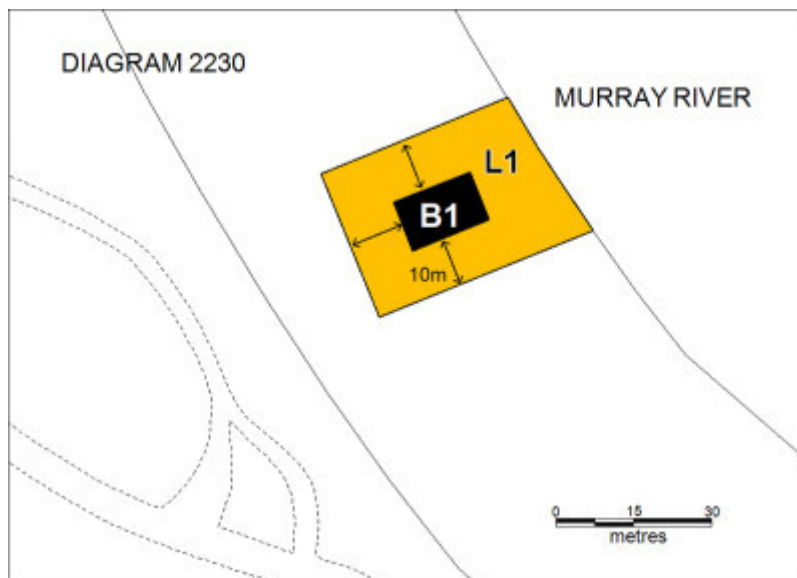 DIAGRAM 2230
MURRAY RIVER
L1
B1
10m
0 15 30
metres